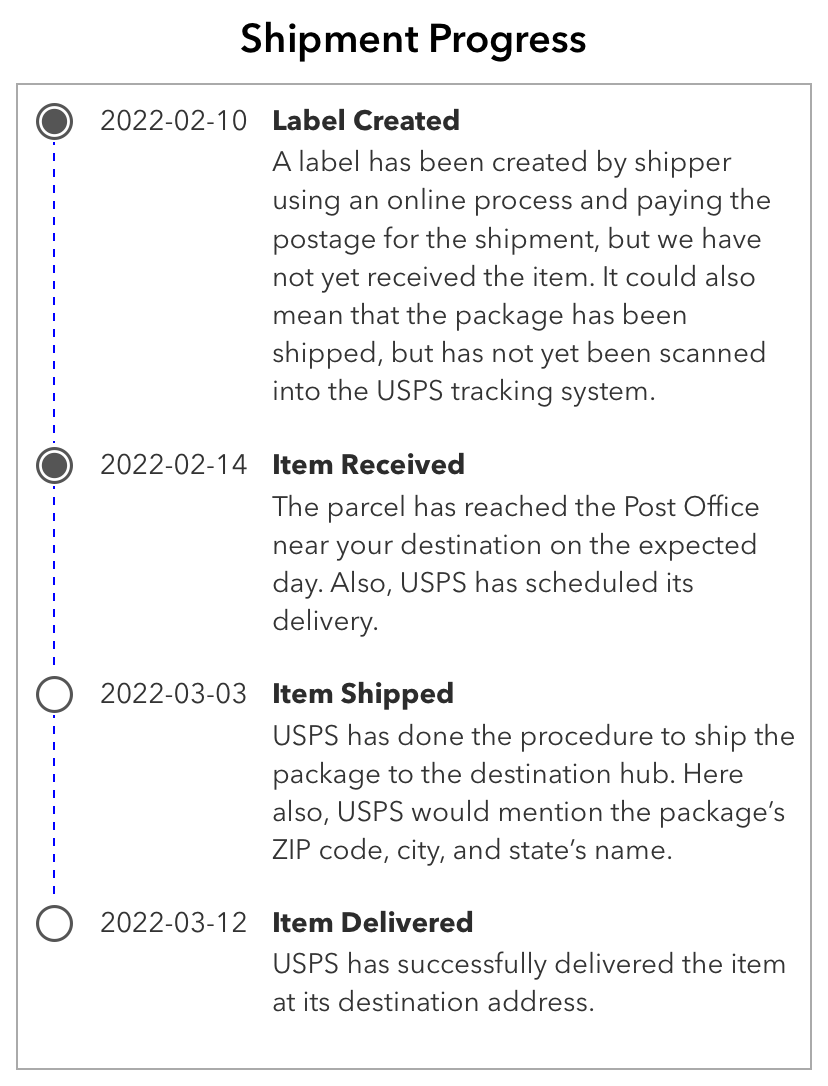 Shipment Progress
2022-02-10 Label Created
A label has been created by shipper
using an online process and paying the
postage for the shipment, but we have
not yet received the item. It could also
mean that the package has been
shipped, but has not yet been scanned
into the USPS tracking system.
2022-02-14 Item Received
The parcel has reached the Post Office
near your destination on the expected
day. Also, USPS has scheduled its
delivery.
2022-03-03 Item Shipped
USPS has done the procedure to ship the
package to the destination hub. Here
also, USPS would mention the package’s
ZIP code, city, and state’s name.
2022-03-12 Item Delivered
USPS has successfully delivered the item
at its destination address.